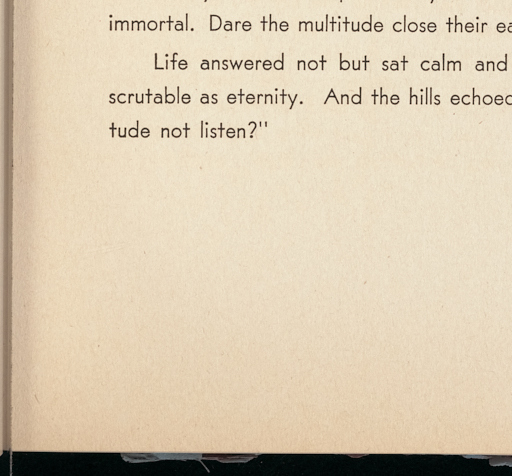 immortal. Dare the multitude close their ea
Life answered not but sat calm and
scrutable as eternity. And the hills echoed
tude not listen?"